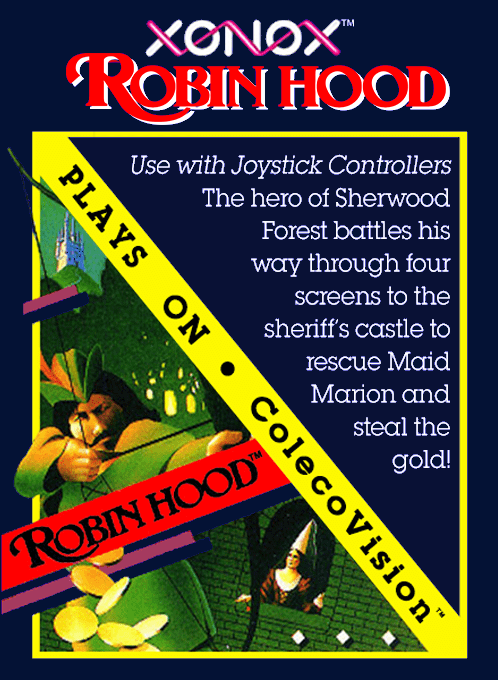 XONOX™
ROBIN HOOD
Use with Joystick Controllers
The hero of Sherwood
Forest battles his
way through four
screens to the
sheriff's castle to
rescue Maid
Marion and
steal the
gold!
PLAYS ON • ColecoVision™
ROBIN HOOD™